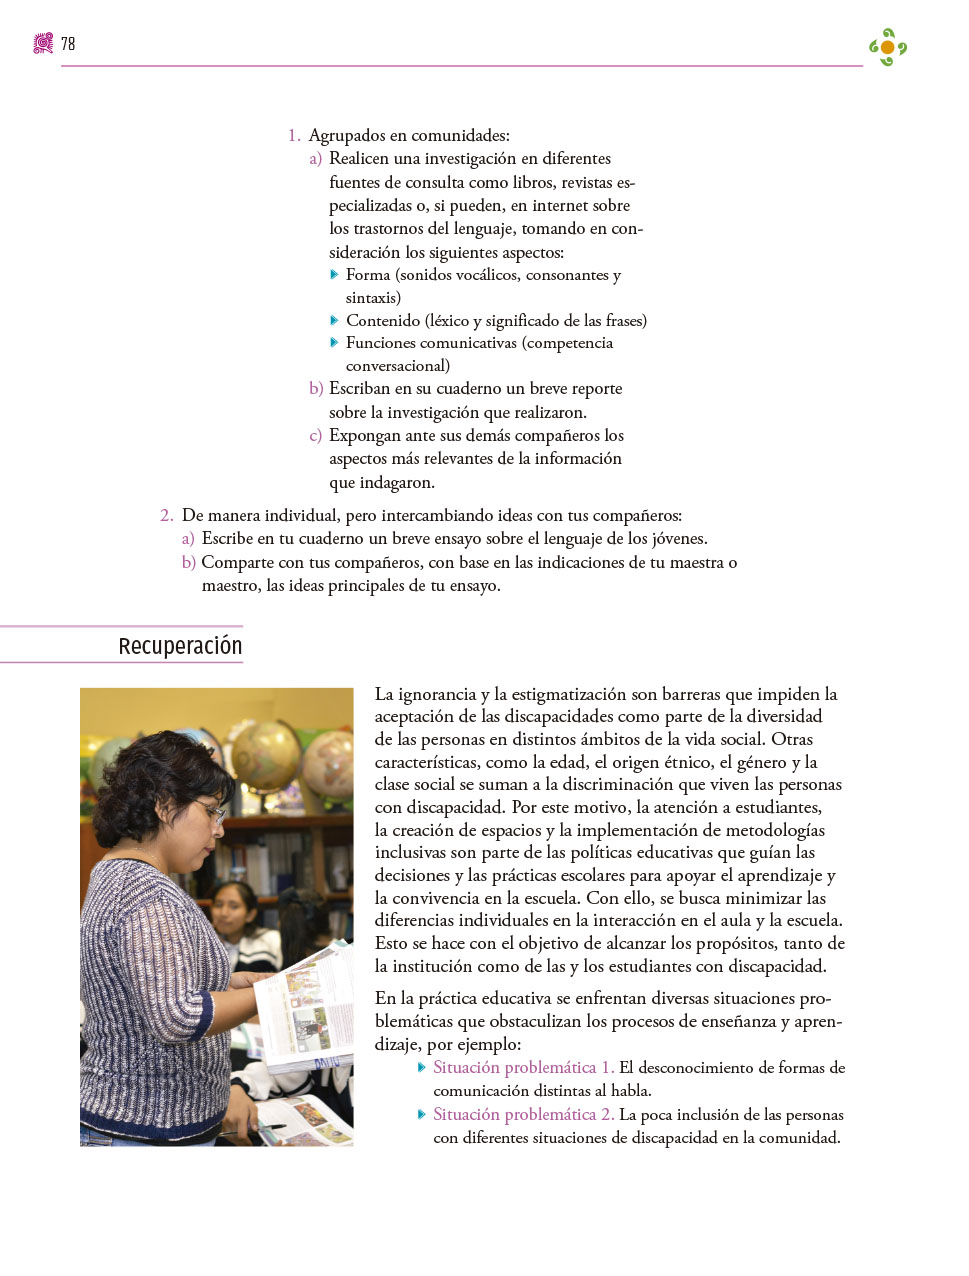 78
1. Agrupados en comunidades:
a) Realicen una investigación en diferentes
fuentes de consulta como libros, revistas es-
pecializadas o, si pueden, en internet sobre
los trastornos del lenguaje, tomando en con-
sideración los siguientes aspectos:
Forma (sonidos vocálicos, consonantes y
sintaxis)
Contenido (léxico y significado de las frases)
Funciones comunicativas (competencia
conversacional)
b) Escriban en su cuaderno un breve reporte
sobre la investigación que realizaron.
c) Expongan ante sus demás compañeros los
aspectos más relevantes de la información
que indagaron.
2. De manera individual, pero intercambiando ideas con tus compañeros:
a) Escribe en tu cuaderno un breve ensayo sobre el lenguaje de los jóvenes.
b) Comparte con tus compañeros, con base en las indicaciones de tu maestra o
maestro, las ideas principales de tu ensayo.
Recuperación
La ignorancia y la estigmatización son barreras que impiden la
aceptación de las discapacidades como parte de la diversidad
de las personas en distintos ámbitos de la vida social. Otras
características, como la edad, el origen étnico, el género y la
clase social se suman a la discriminación que viven las personas
con discapacidad. Por este motivo, la atención a estudiantes,
la creación de espacios y la implementación de metodologías
inclusivas son parte de las políticas educativas que guían las
decisiones y las prácticas escolares para apoyar el aprendizaje y
la convivencia en la escuela. Con ello, se busca minimizar las
diferencias individuales en la interacción en el aula y la escuela.
Esto se hace con el objetivo de alcanzar los propósitos, tanto de
la institución como de las y los estudiantes con discapacidad.
En la práctica educativa se enfrentan diversas situaciones pro-
blemáticas que obstaculizan los procesos de enseñanza y apren-
dizaje, por ejemplo:
Situación problemática 1. El desconocimiento de formas de
comunicación distintas al habla.
Situación problemática 2. La poca inclusión de las personas
con diferentes situaciones de discapacidad en la comunidad.